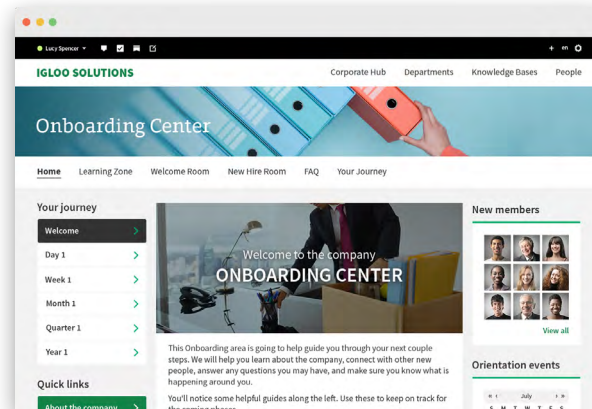 Lucy Spencer
en
IGLOO SOLUTIONS
Corporate Hub Departments Knowledge Bases People
Onboarding Center
Home Learning Zone Welcome Room New Hire Room FAQ Your Journey
Your journey
Welcome
Day 1
Week 1
Month 1
Quarter 1
Year 1
Quick links
About the company
Welcome to the company
ONBOARDING CENTER
This Onboarding area is going to help guide you through your next couple
steps. We will help you learn about the company, connect with other new
people, answer any questions you may have, and make sure you know what is
happening around you.
You'll notice some helpful guides along the left. Use these to keep on track for
the coming phases
New members
View all
Orientation events
July
S M T W T F S